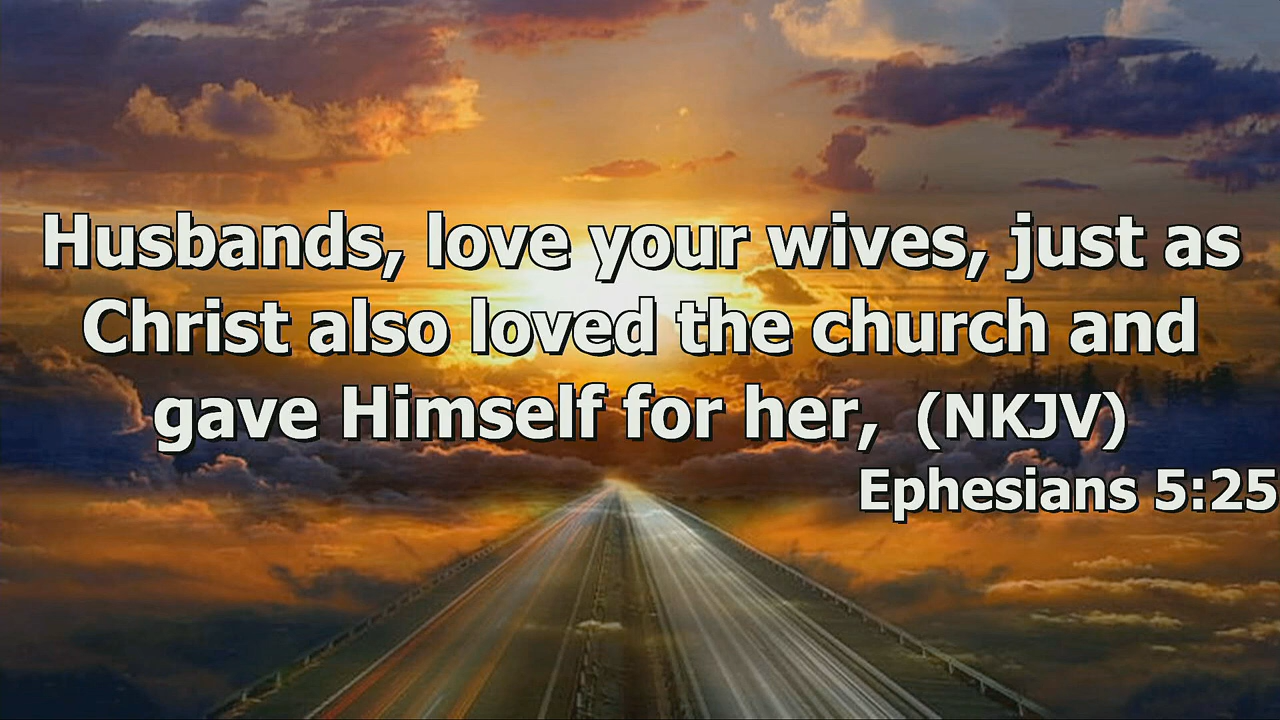 Husbands, love your wives, just as
Christ also loved the church and
gave Himself for her, (NKJV)
Ephesians 5:25